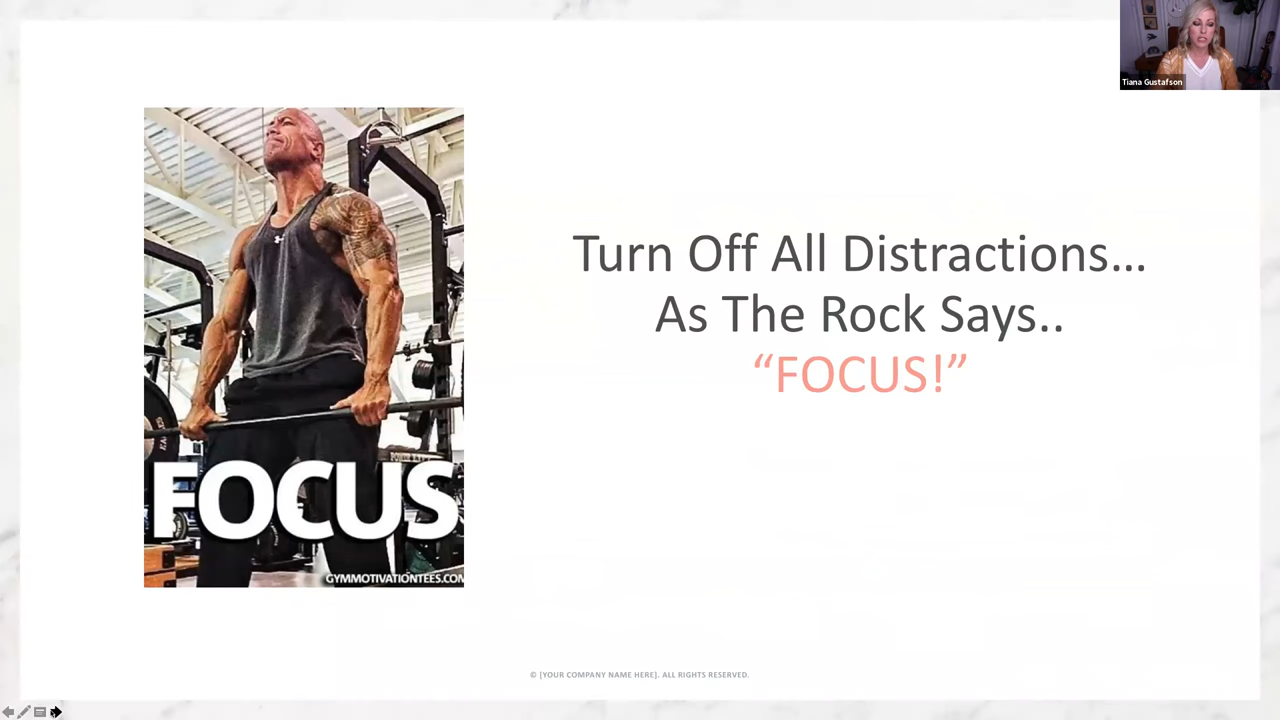 Tiana Gustafson
Turn Off All Distractions...
As The Rock Says..
“FOCUS!”
FOCUS
GYMMOTIVATIONTEES.COM
© [YOUR COMPANY NAME HERE]. ALL RIGHTS RESERVED.